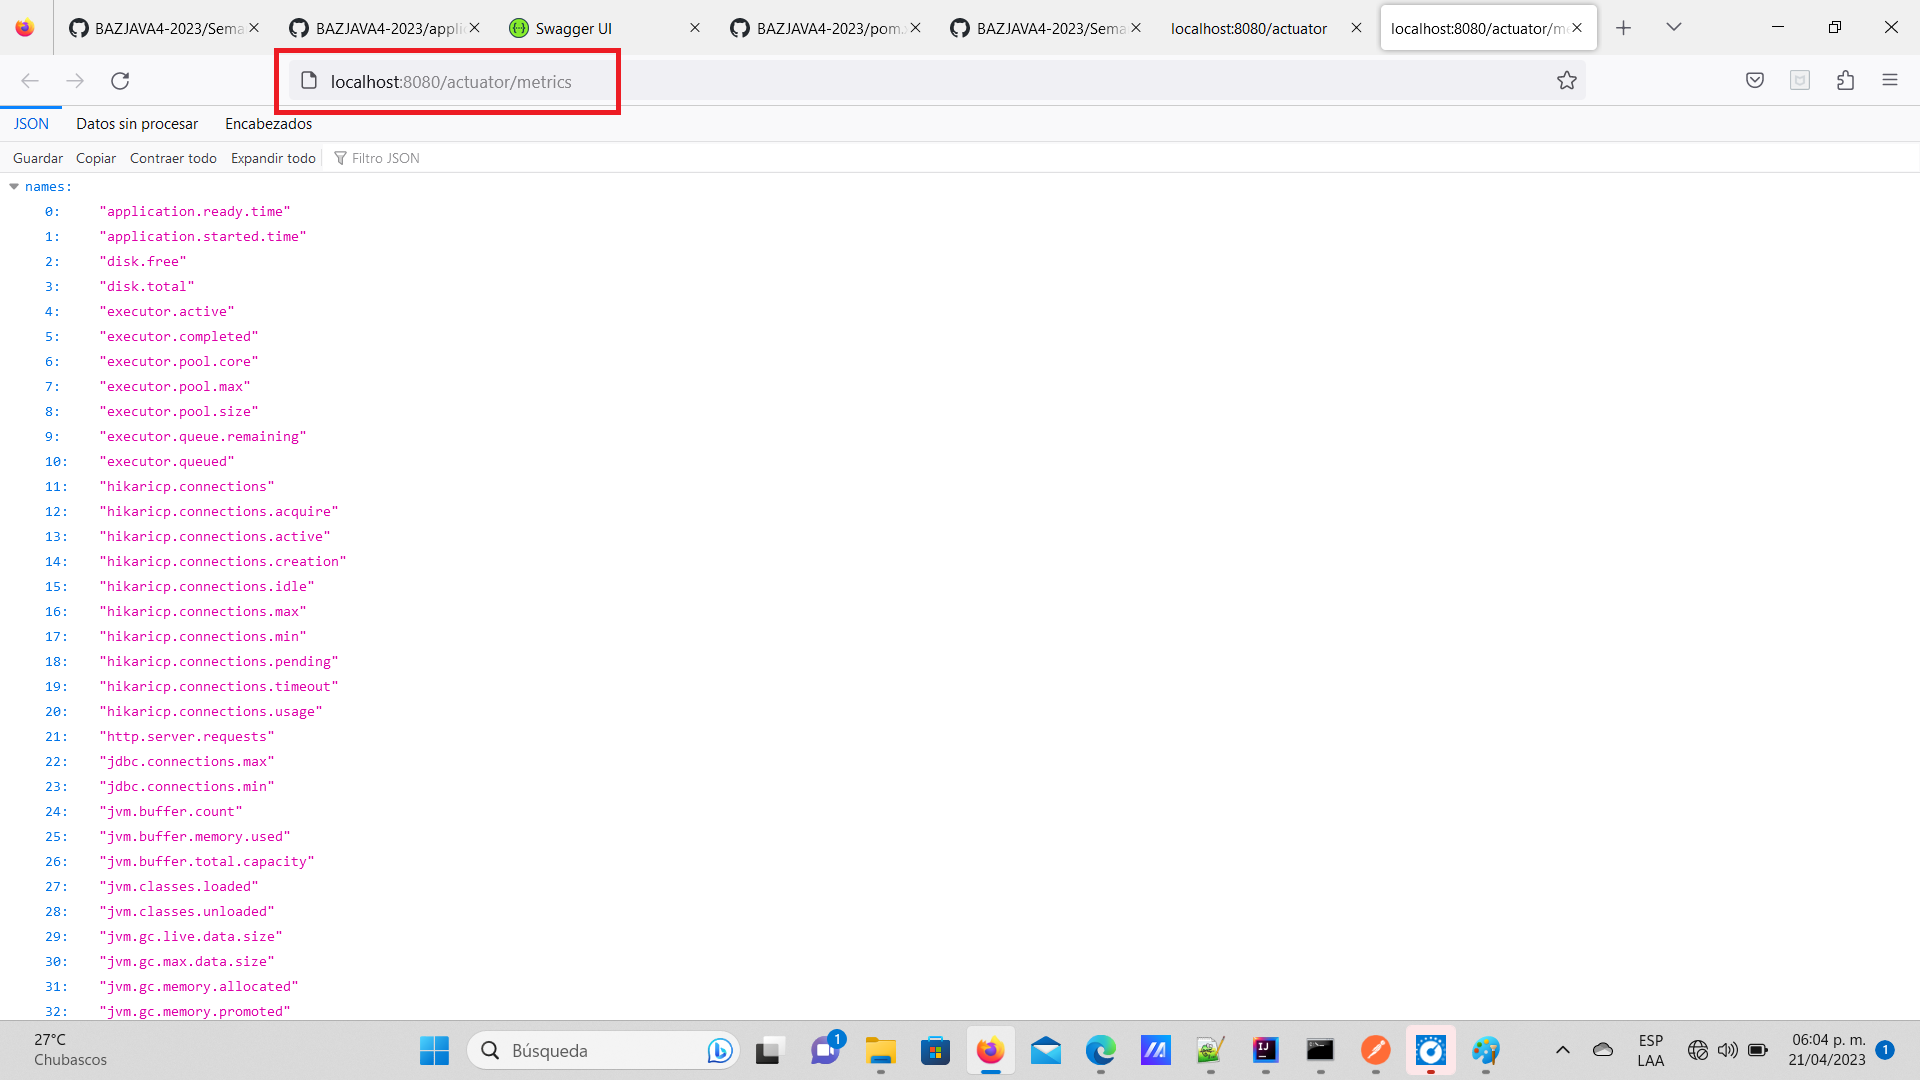 BAZJAVA4-2023/Sema
BAZJAVA4-2023/appli
Swagger UI
BAZJAVA4-2023/pom.
BAZJAVA4-2023/Sema
localhost:8080/actuator
localhost:8080/actuator/m
localhost:8080/actuator/metrics
JSON Datos sin procesar Encabezados
Guardar Copiar Contraer todo Expandir todo Filtro JSON
names:
0: "application.ready.time"
1: "application.started.time"
2: "disk.free"
3: "disk.total"
4: "executor.active"
5: "executor.completed"
6: "executor.pool.core"
7: "executor.pool.max"
8: "executor.pool.size"
9: "executor.queue.remaining"
10: "executor.queued"
11: "hikaricp.connections"
12: "hikaricp.connections.acquire"
13: "hikaricp.connections.active"
14: "hikaricp.connections.creation"
15: "hikaricp.connections.idle"
16: "hikaricp.connections.max"
17: "hikaricp.connections.min"
18: "hikaricp.connections.pending"
19: "hikaricp.connections.timeout"
20: "hikaricp.connections.usage"
21: "http.server.requests"
22: "jdbc.connections.max"
23: "jdbc.connections.min"
24: "jvm.buffer.count"
25: "jvm.buffer.memory.used"
26: "jvm.buffer.total.capacity"
27: "jvm.classes.loaded"
28: "jvm.classes.unloaded"
29: "jvm.gc.live.data.size"
30: "jvm.gc.max.data.size"
31: "jvm.gc.memory.allocated"
32: "jvm.gc.memory.promoted"
27°C
Chubascos
Búsqueda
1
IJ
ESP
LAA
06:04 p. m.
21/04/2023
1